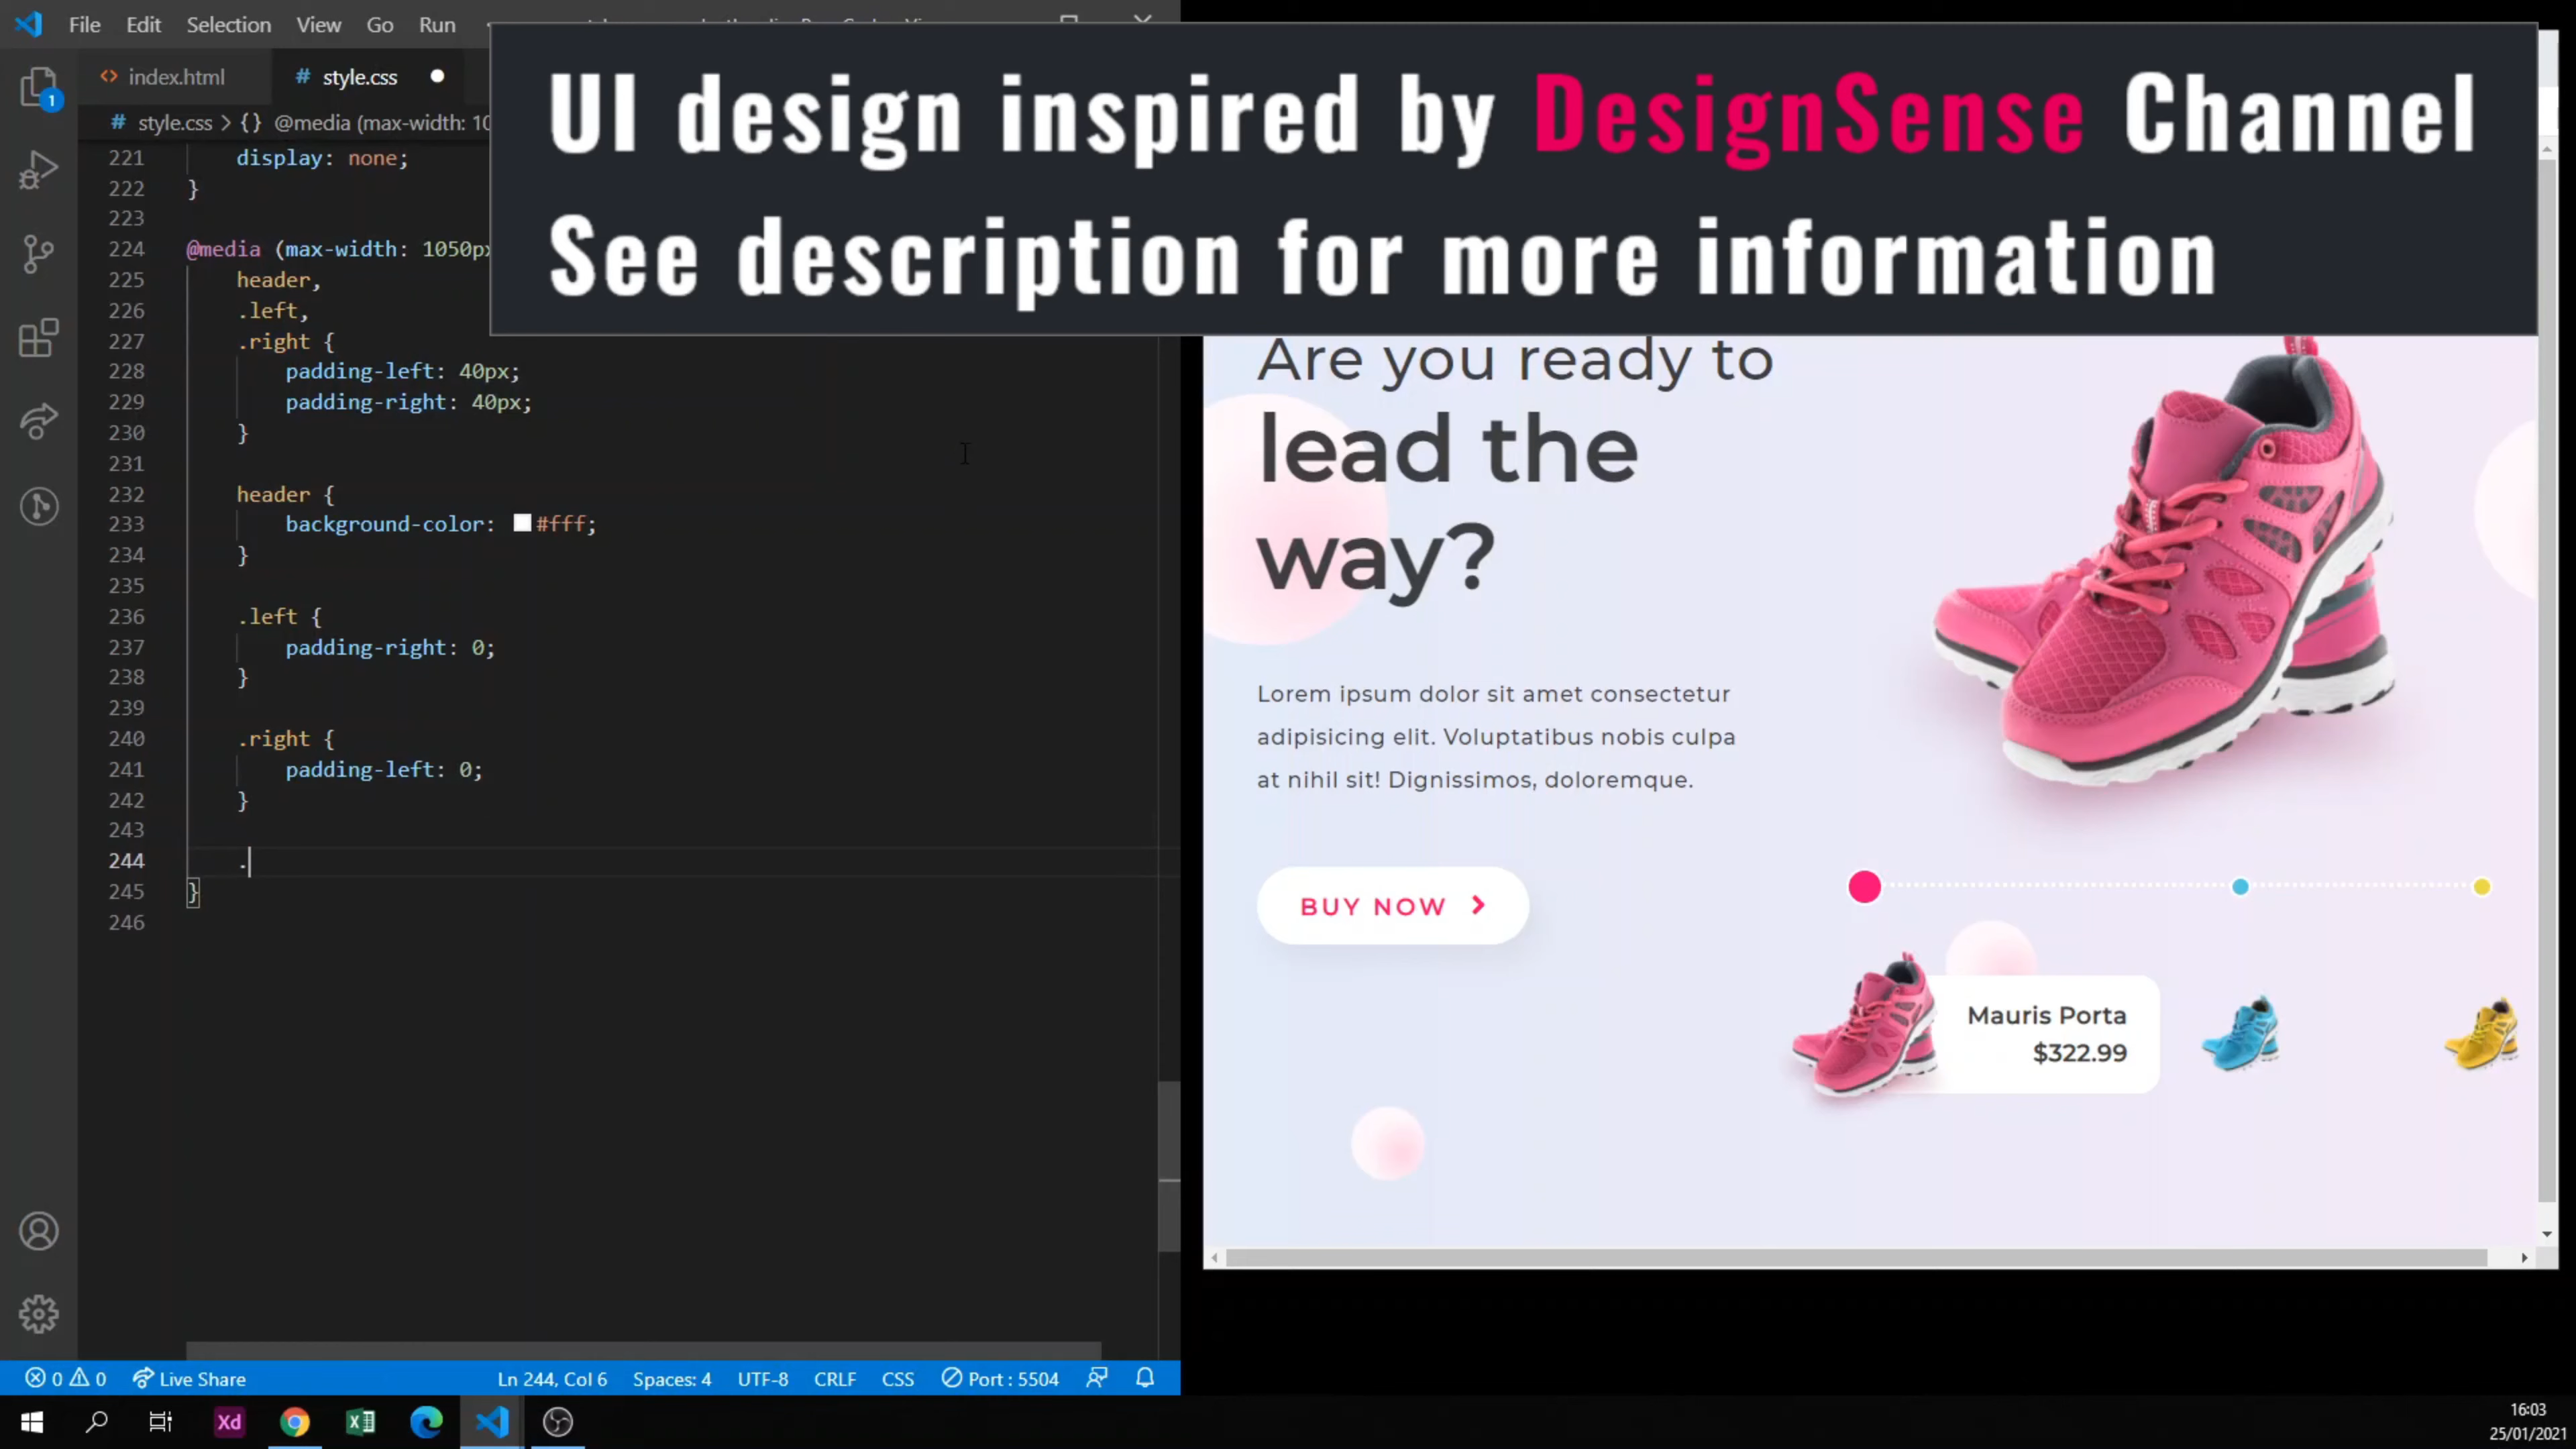 File Edit Selection View Go Run
UI design inspired by DesignSense Channel
See description for more information
index.html
# style.css
# style.css > {} @media (max-width: 10
221 display: none;
222 }
223
224 @media (max-width: 1050px
225 header,
226 .left,
227 .right {
228 padding-left: 40px;
229 padding-right: 40px;
230 }
231
232 header {
233 background-color: #fff;
234 }
235
236 .left {
237 padding-right: 0;
238 }
239
240 .right {
241 padding-left: 0;
242 }
243
244 .
245 }
246
1
Are you ready to
lead the
way?
Lorem ipsum dolor sit amet consectetur
adipisicing elit. Voluptatibus nobis culpa
at nihil sit! Dignissimos, doloremque.
BUY NOW
Mauris Porta
$322.99
0 0 Live Share Ln 244, Col 6 Spaces: 4 UTF-8 CRLF CSS Port : 5504
Xd
16:03
25/01/2021